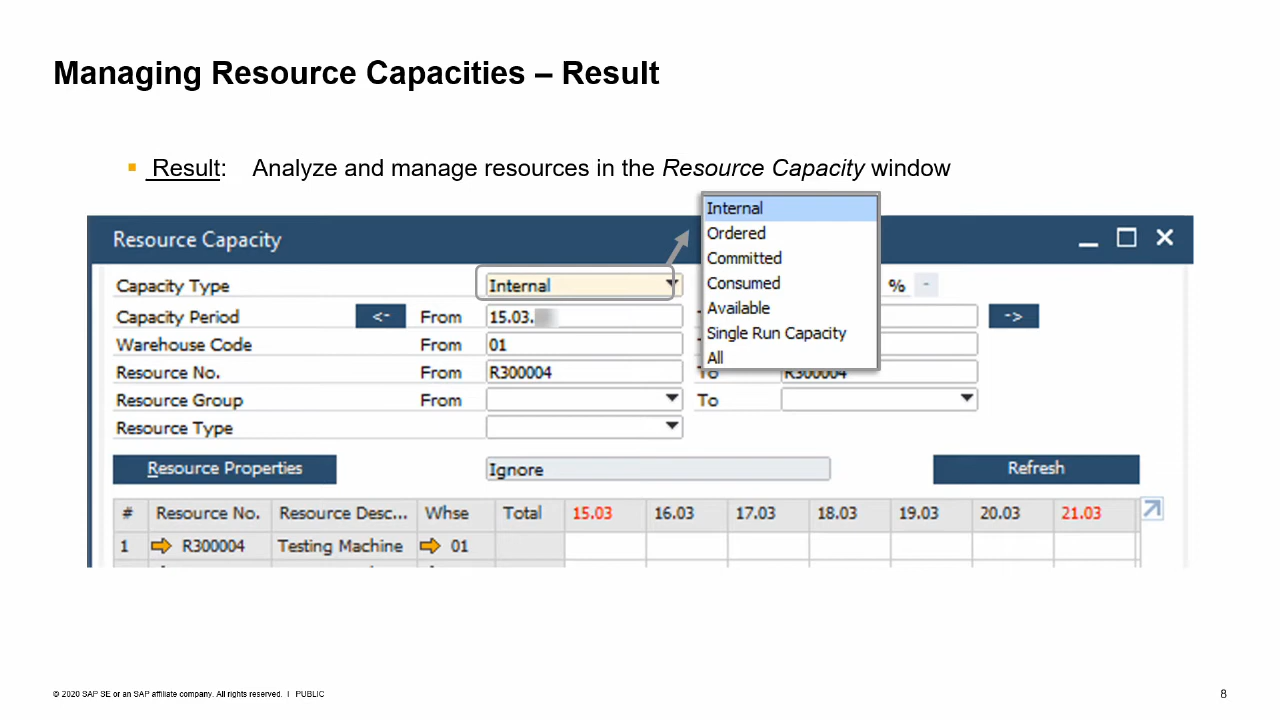 Managing Resource Capacities – Result
▪ Result: Analyze and manage resources in the Resource Capacity window
Resource Capacity
Internal
Ordered
Committed
Consumed
Available
Single Run Capacity
All
Capacity Type Internal % -
Capacity Period <- From 15.03. ->
Warehouse Code From 01
Resource No. From R300004 To R300004
Resource Group From To
Resource Type
Resource Properties Ignore Refresh
# Resource No. Resource Desc... Whse Total 15.03 16.03 17.03 18.03 19.03 20.03 21.03
1 R300004 Testing Machine 01
© 2020 SAP SE or an SAP affiliate company. All rights reserved. I PUBLIC 8